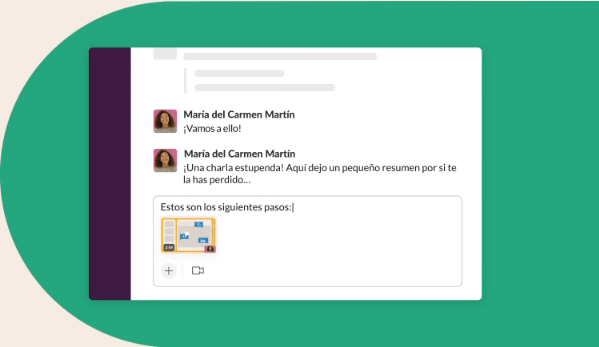 María del Carmen Martín
¡Vamos a ello!
María del Carmen Martín
¡Una charla estupenda! Aquí dejo un pequeño resumen por si te
la has perdido...
Estos son los siguientes pasos: